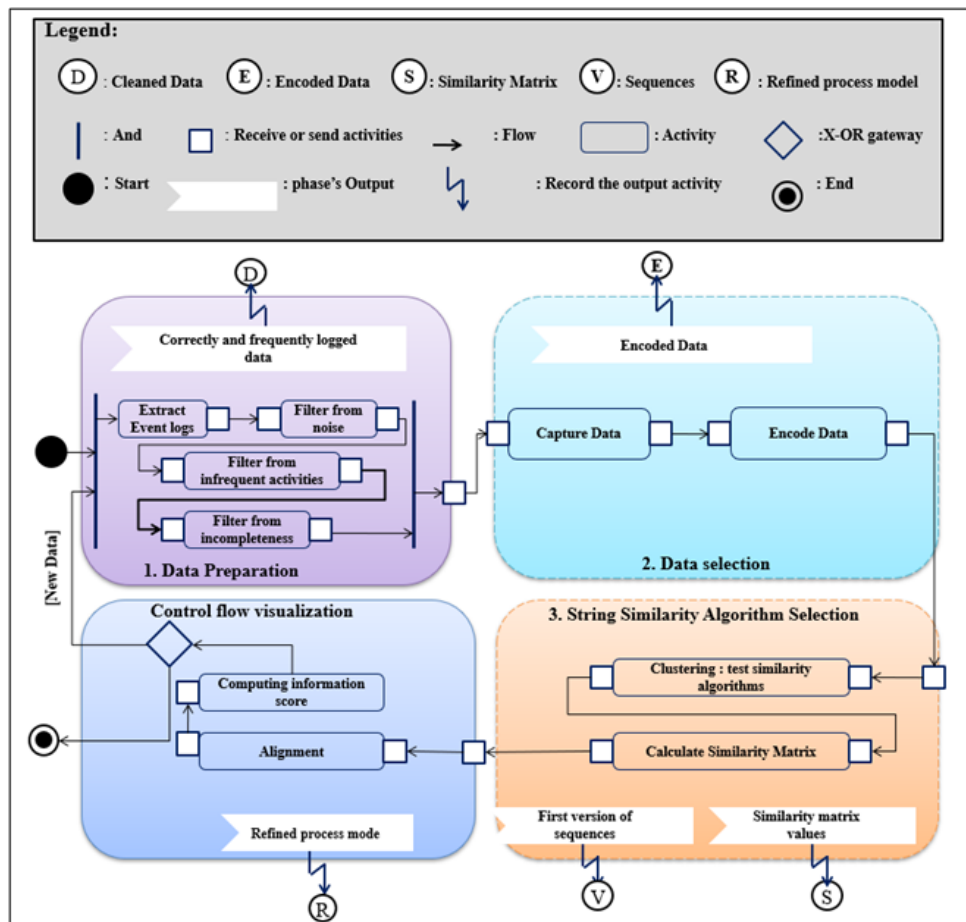 Legend:
D : Cleaned Data
E : Encoded Data
S : Similarity Matrix
V : Sequences
R : Refined process model
: And
: Receive or send activities
: Flow
: Activity
:X-OR gateway
: Start
: phase's Output
: Record the output activity
: End
D
E
Correctly and frequently logged
data
Encoded Data
Extract
Event logs
Filter from
noise
Filter from
infrequent activities
Filter from
incompleteness
1. Data Preparation
Capture Data
Encode Data
2. Data selection
[New Data]
Control flow visualization
Computing information
score
Alignment
Refined process mode
R
3. String Similarity Algorithm Selection
Clustering : test similarity
algorithms
Calculate Similarity Matrix
First version of
sequences
Similarity matrix
values
V
S